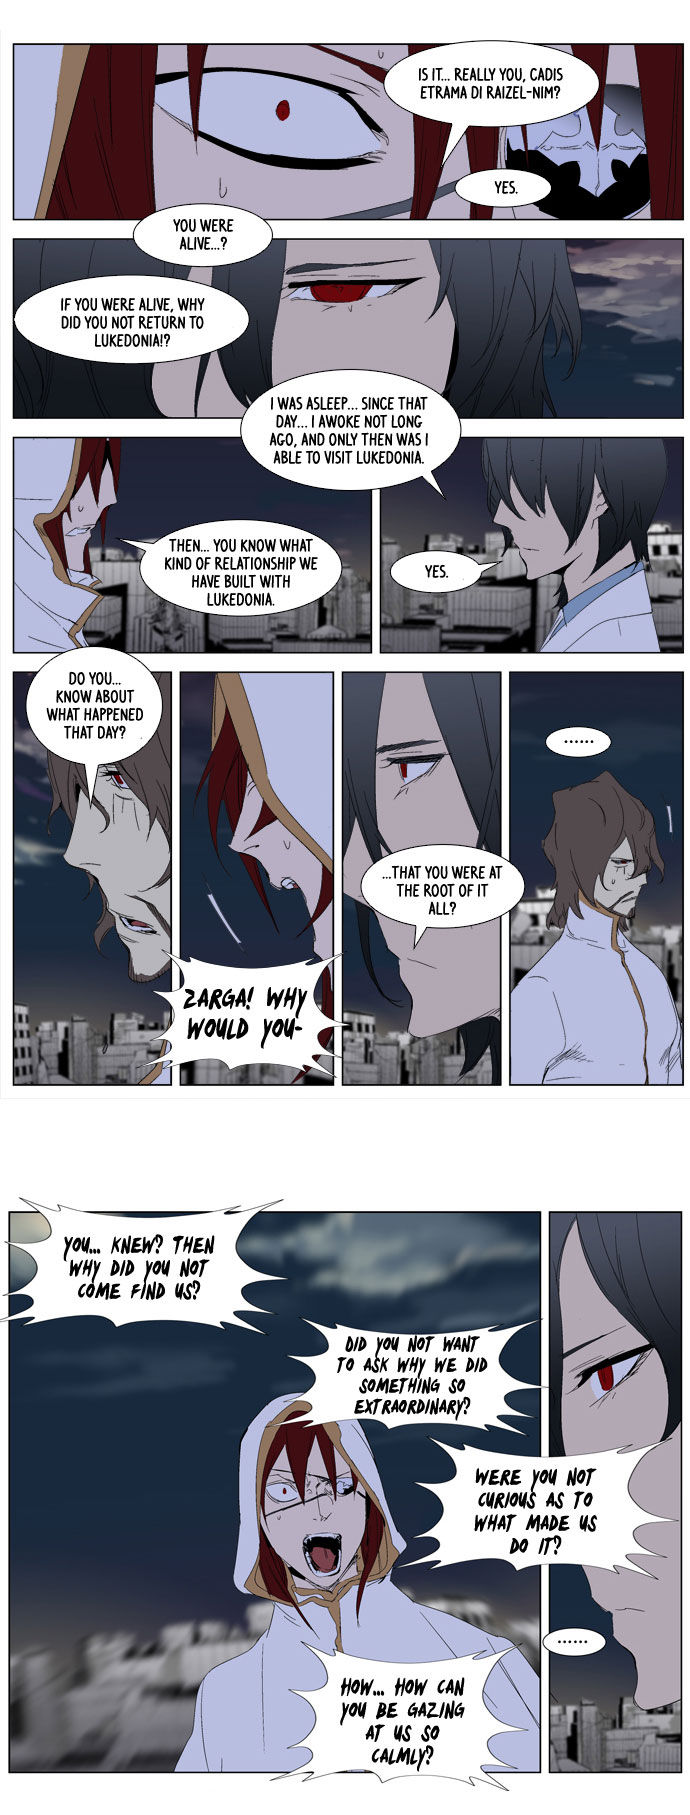 IS IT... REALLY YOU, CADIS
ETRAMA DI RAIZEL-NIM?
YES.
YOU WERE
ALIVE...?
IF YOU WERE ALIVE, WHY
DID YOU NOT RETURN TO
LUKEDONIA!?
I WAS ASLEEP... SINCE THAT
DAY... I AWOKE NOT LONG
AGO, AND ONLY THEN WAS I
ABLE TO VISIT LUKEDONIA.
THEN... YOU KNOW WHAT
KIND OF RELATIONSHIP WE
HAVE BUILT WITH
LUKEDONIA.
YES.
DO YOU...
KNOW ABOUT
WHAT HAPPENED
THAT DAY?
ZARGA! WHY
WOULD YOU-
...THAT YOU WERE AT
THE ROOT OF IT
ALL?
......
YOU... KNEW? THEN
WHY DID YOU NOT
COME FIND US?
DID YOU NOT WANT
TO ASK WHY WE DID
SOMETHING SO
EXTRAORDINARY?
WERE YOU NOT
CURIOUS AS TO
WHAT MADE US
DO IT?
......
HOW... HOW CAN
YOU BE GAZING
AT US SO
CALMLY?